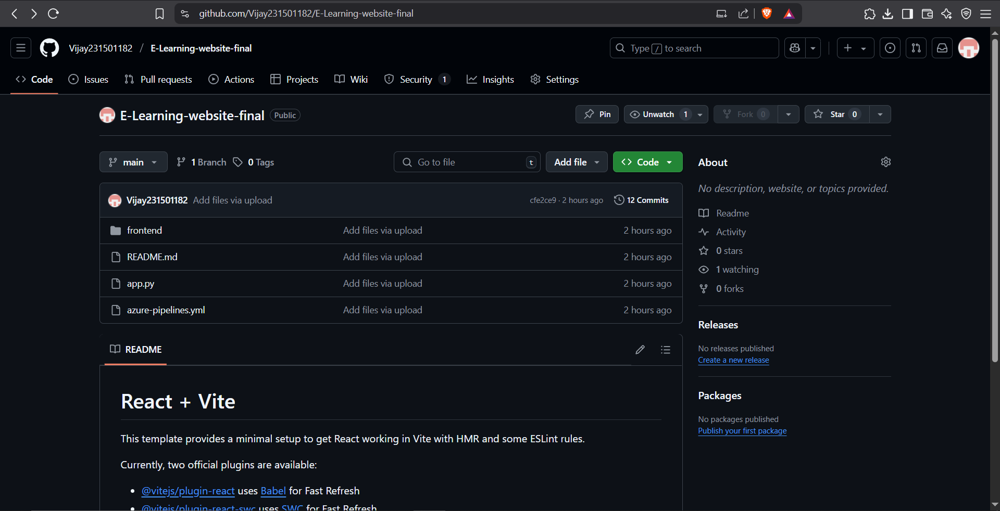 github.com/Vijay231501182/E-Learning-website-final
Vijay231501182 / E-Learning-website-final
Type / to search
Code Issues Pull requests Actions Projects Wiki Security 1 Insights Settings
E-Learning-website-final Public
Pin Unwatch 1 Fork 0 Star 0
main 1 Branch 0 Tags Go to file t Add file Code
Vijay231501182 Add files via upload cfe2ce9 · 2 hours ago 12 Commits
frontend Add files via upload 2 hours ago
README.md Add files via upload 2 hours ago
app.py Add files via upload 2 hours ago
azure-pipelines.yml Add files via upload 2 hours ago
README
React + Vite
This template provides a minimal setup to get React working in Vite with HMR and some ESLint rules.
Currently, two official plugins are available:
• @vitejs/plugin-react uses Babel for Fast Refresh
• @vitejs/plugin-react-swc uses SWC for Fast Refresh
About
No description, website, or topics provided.
Readme
Activity
0 stars
1 watching
0 forks
Releases
No releases published
Create a new release
Packages
No packages published
Publish your first package